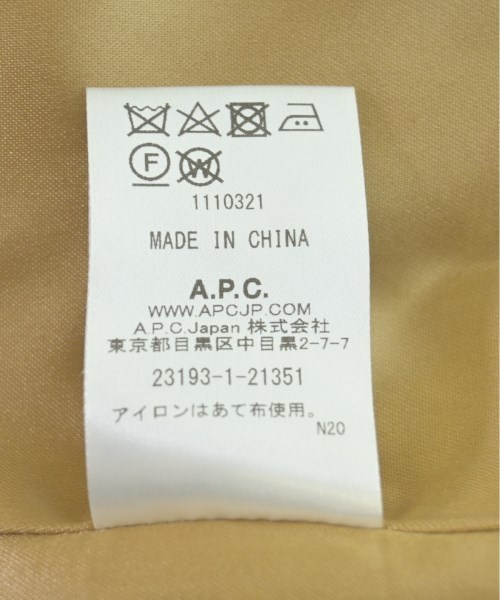 F W
1110321
MADE IN CHINA
A.P.C.
WWW.APCJP.COM
A.P.C.Japan 株式会社
東京都目黒区中目黒2-7-7
23193-1-21351
アイロンはあて布使用。
N20